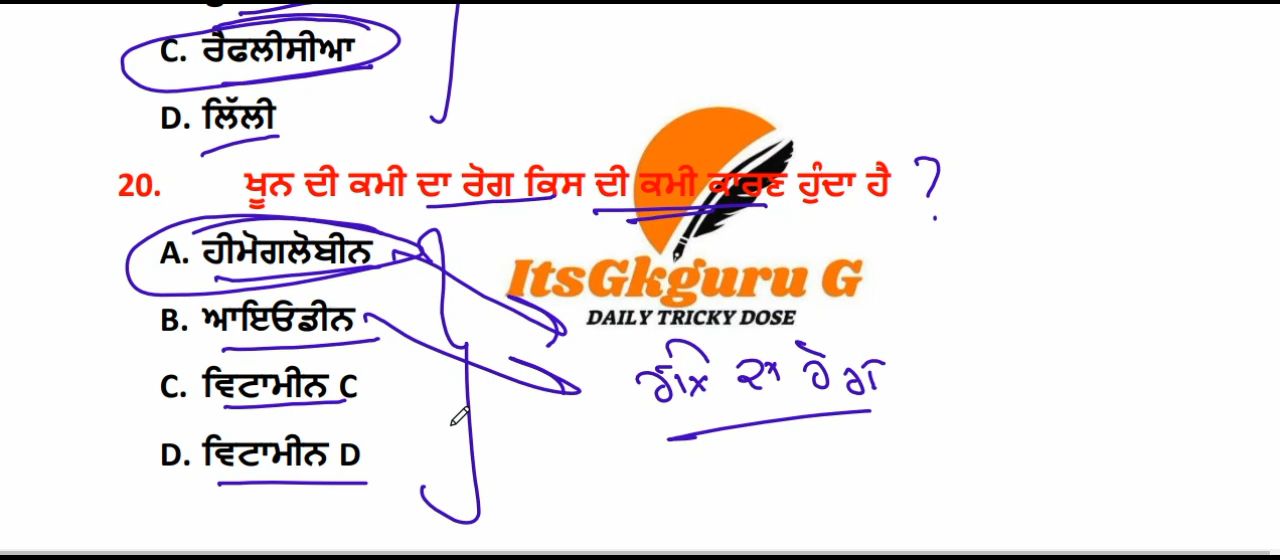 C. ਰੈਫਲੀਸੀਆ
D. ਲਿੱਲੀ
20. ਖੂਨ ਦੀ ਕਮੀ ਦਾ ਰੋਗ ਕਿਸ ਦੀ ਕਮੀ ਕਾਰਣ ਹੁੰਦਾ ਹੈ ?
A. ਹੀਮੋਗਲੋਬੀਨ
ItsGkguru G
B. ਆਇਓਡੀਨ
DAILY TRICKY DOSE
C. ਵਿਟਾਮੀਨ C
ਦਾ ਰੋਗ
D. ਵਿਟਾਮੀਨ D